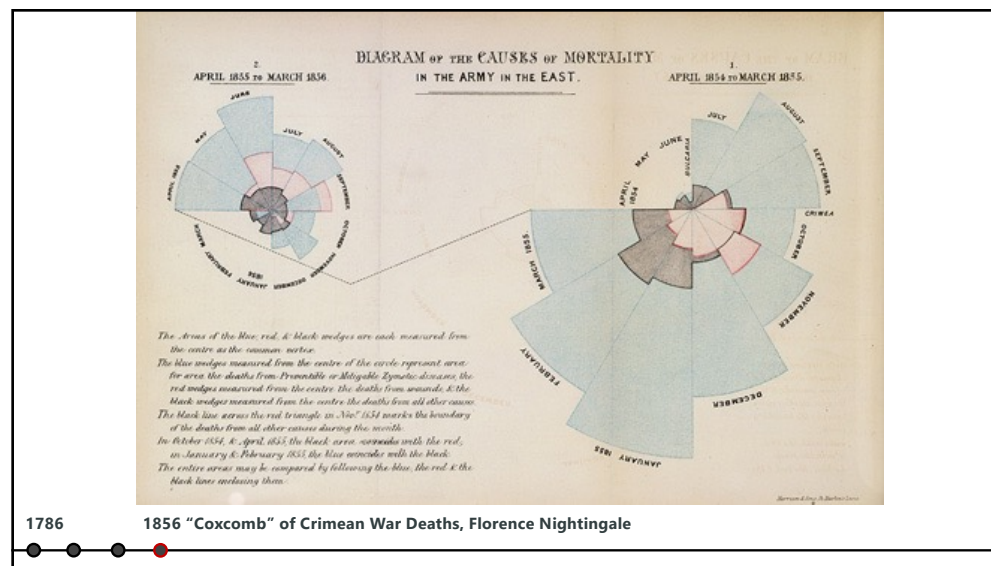 DIAGRAM OF THE CAUSES OF MORTALITY
IN THE ARMY IN THE EAST.
2.
APRIL 1855 TO MARCH 1856.
1.
APRIL 1854 TO MARCH 1855.
APRIL 1855
MAY
JUNE
JULY
AUGUST
SEPTEMBER
OCTOBER
NOVEMBER
DECEMBER
JANUARY
1856
FEBRUARY
MARCH
APRIL
1854
MAY
JUNE
BULGARIA
JULY
AUGUST
SEPTEMBER
CRIMEA
OCTOBER
NOVEMBER
DECEMBER
JANUARY 1855
FEBRUARY
MARCH 1855.
The Areas of the blue, red, & black wedges are each measured from
the centre as the common vertex.
The blue wedges measured from the centre of the circle represent area
for area the deaths from Preventible or Mitigable Zymotic diseases, the
red wedges measured from the centre the deaths from wounds, & the
black wedges measured from the centre the deaths from all other causes.
The black line across the red triangle in Nov.r 1854 marks the boundary
of the deaths from all other causes during the month.
In October 1854, & April 1855, the black area coincides with the red,
in January & February 1855, the blue coincides with the black.
The entire areas may be compared by following the blue, the red & the
black lines enclosing them.
Harrison & Sons
1786
1856 “Coxcomb” of Crimean War Deaths, Florence Nightingale